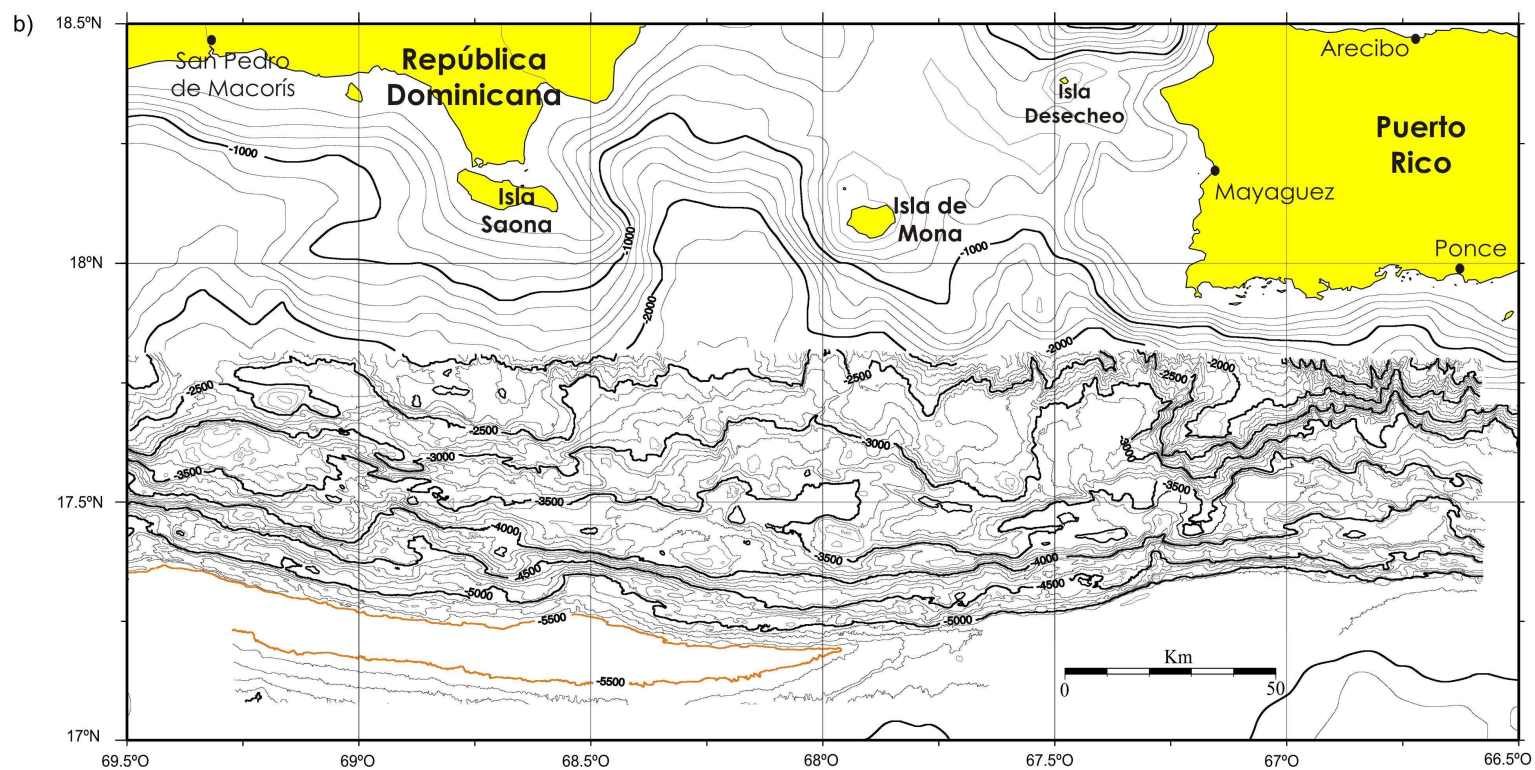 b)
18.5ºN
San Pedro
de Macorís
República
Dominicana
Arecibo
Isla
Desecheo
Puerto
Rico
-1000
Isla
Saona
Mayaguez
Isla de
Mona
-1000
-1000
Ponce
18ºN
-2000
-2000
-2000
-2500
-2500
-2500
-2500
-3000
-3000
-3000
-3500
-3500
17.5ºN
-3500
-4000
-3500
-4000
-4500
-4500
-5000
-5500
-5000
-5500
Km
0
50
17ºN
69.5ºO
69ºO
68.5ºO
68ºO
67.5ºO
67ºO
66.5ºO